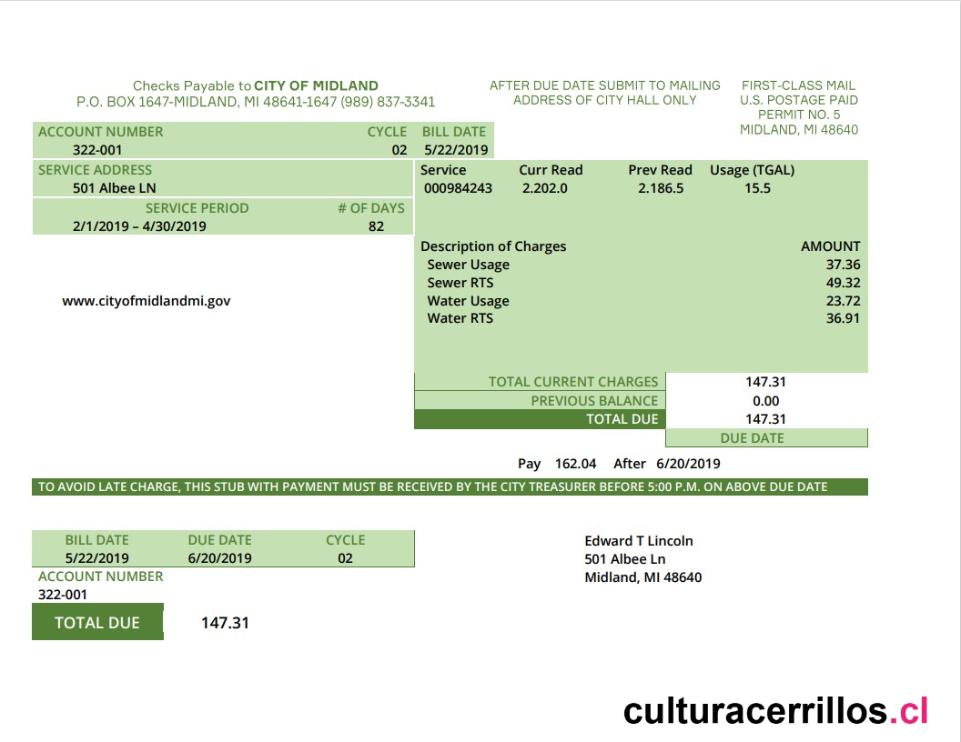 Checks Payable to CITY OF MIDLAND
P.O. BOX 1647-MIDLAND, MI 48641-1647 (989) 837-3341
AFTER DUE DATE SUBMIT TO MAILING
ADDRESS OF CITY HALL ONLY
FIRST-CLASS MAIL
U.S. POSTAGE PAID
PERMIT NO. 5
MIDLAND, MI 48640
ACCOUNT NUMBER CYCLE BILL DATE
322-001 02 5/22/2019
SERVICE ADDRESS
501 Albee LN
SERVICE PERIOD # OF DAYS
2/1/2019 – 4/30/2019 82
Service Curr Read Prev Read Usage (TGAL)
000984243 2.202.0 2.186.5 15.5
Description of Charges AMOUNT
Sewer Usage 37.36
Sewer RTS 49.32
Water Usage 23.72
Water RTS 36.91
www.cityofmidlandmi.gov
TOTAL CURRENT CHARGES 147.31
PREVIOUS BALANCE 0.00
TOTAL DUE 147.31
DUE DATE
Pay 162.04 After 6/20/2019
TO AVOID LATE CHARGE, THIS STUB WITH PAYMENT MUST BE RECEIVED BY THE CITY TREASURER BEFORE 5:00 P.M. ON ABOVE DUE DATE
BILL DATE DUE DATE CYCLE
5/22/2019 6/20/2019 02
ACCOUNT NUMBER
322-001
TOTAL DUE 147.31
Edward T Lincoln
501 Albee Ln
Midland, MI 48640
culturacerrillos.cl